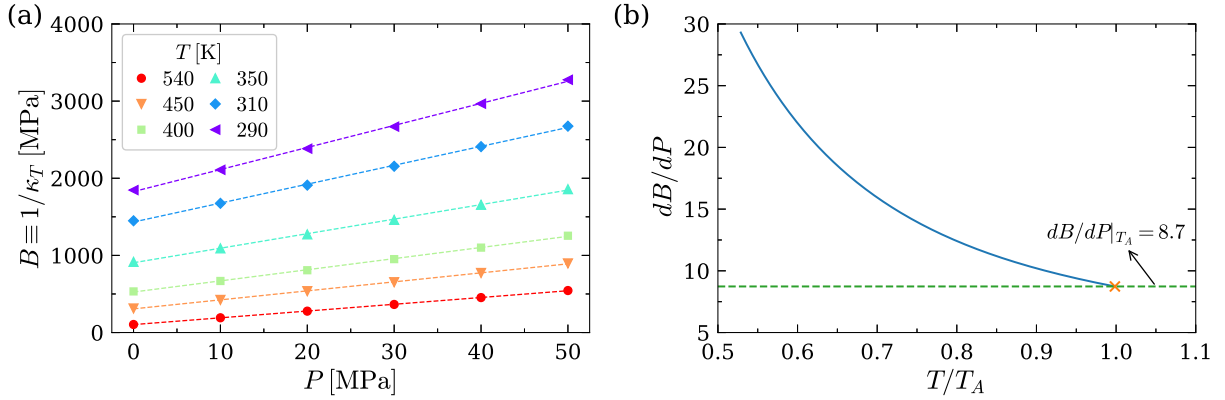 (a)
4000
3000
2000
1000
0
B ≡ 1/κ_T [MPa]
T [K]
540 350
450 310
400 290
0 10 20 30 40 50
P [MPa]
(b)
30
25
20
15
10
5
dB/dP
dB/dP|_{T_A} = 8.7
0.5 0.6 0.7 0.8 0.9 1.0 1.1
T/T_A